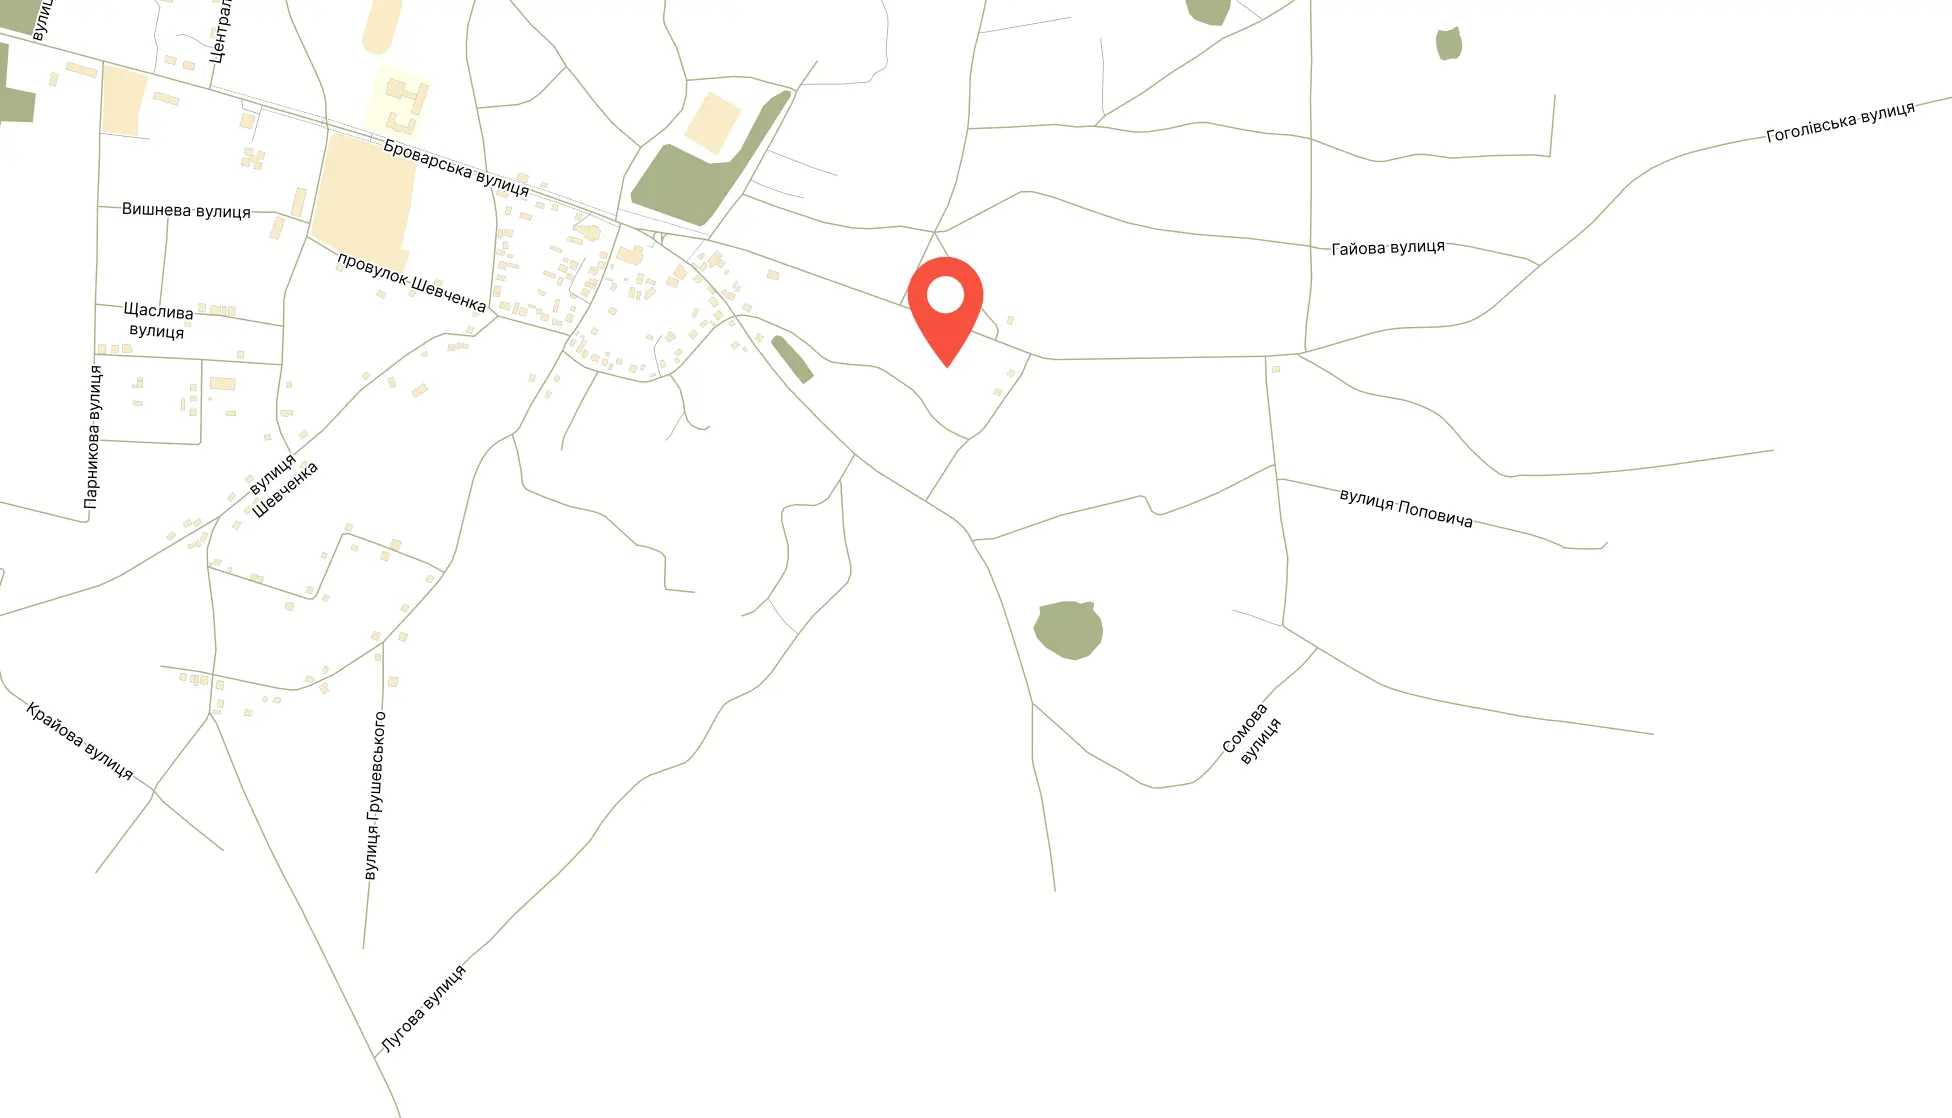 Гоголівська вулиця
Броварська вулиця
Вишнева вулиця
Гайова вулиця
провулок Шевченка
Щаслива
вулиця
Парникова вулиця
вулиця
Шевченка
вулиця Поповича
Крайова вулиця
Сомова
вулиця
вулиця Грушевського
Лугова вулиця